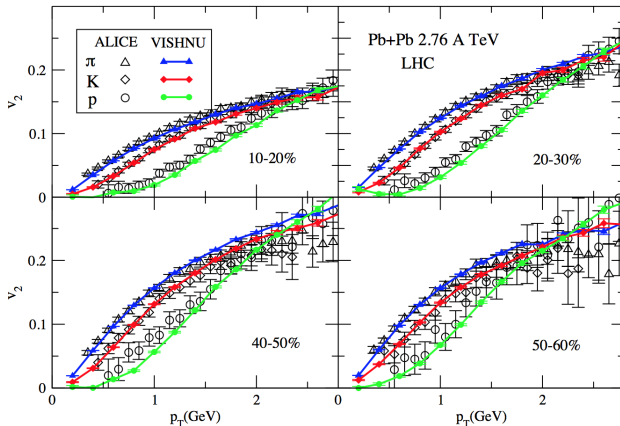 ALICE VISHNU
π
K
p
Pb+Pb 2.76 A TeV
LHC
0.2
v2
0.1
0
10-20%
20-30%
0.2
v2
0.1
0
40-50%
50-60%
0 1 2 0 1 2
pT(GeV) pT(GeV)